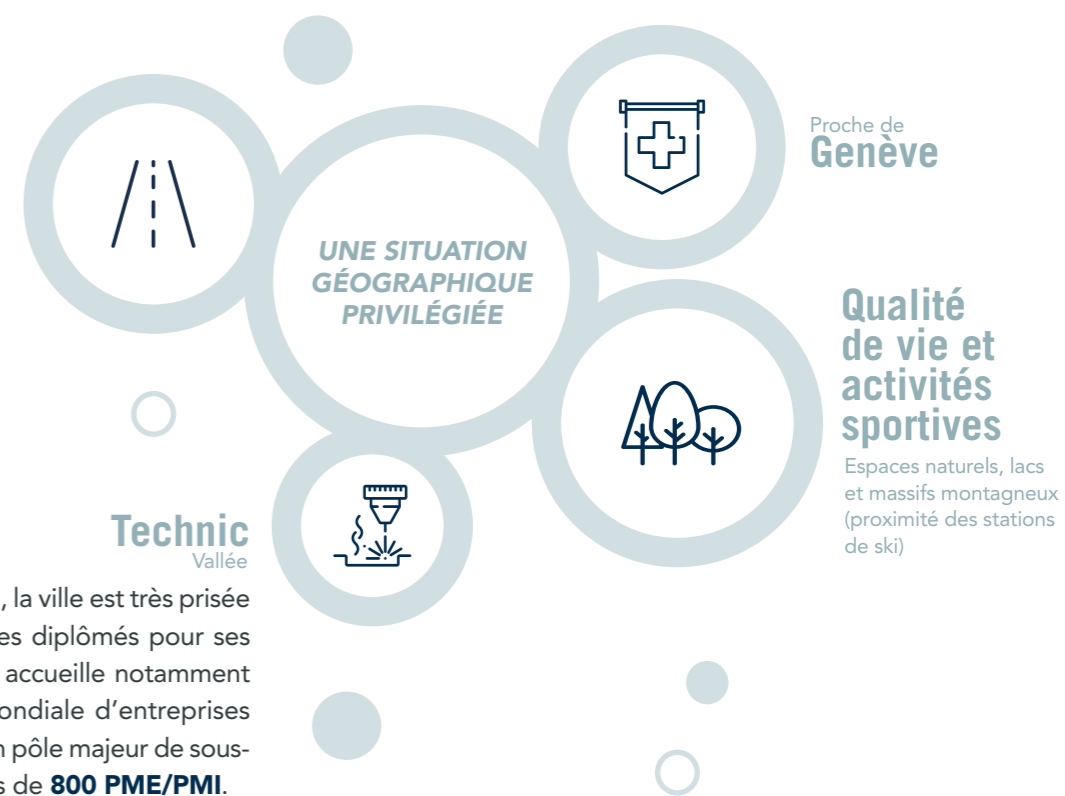 UNE SITUATION
GÉOGRAPHIQUE
PRIVILÉGIÉE
Proche de
Genève
Qualité
de vie et
activités
sportives
Espaces naturels, lacs
et massifs montagneux
(proximité des stations
de ski)
Technic
Vallée
, la ville est très prisée
es diplômés pour ses
accueille notamment
ondiale d'entreprises
n pôle majeur de sous-
s de 800 PME/PMI.